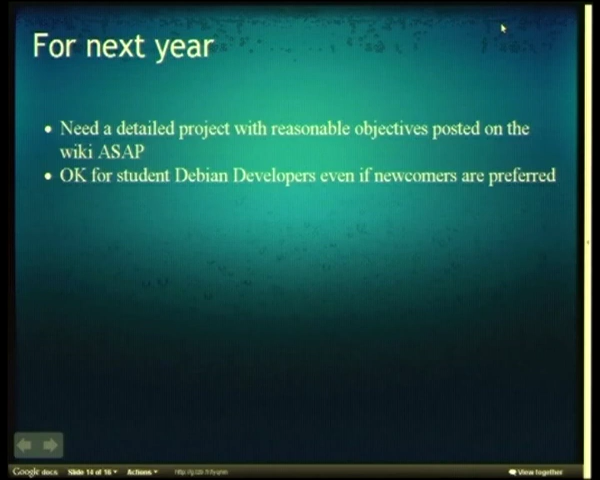 For next year
• Need a detailed project with reasonable objectives posted on the
wiki ASAP
• OK for student Debian Developers even if newcomers are preferred
Google docs Slide 14 of 16 Actions View together